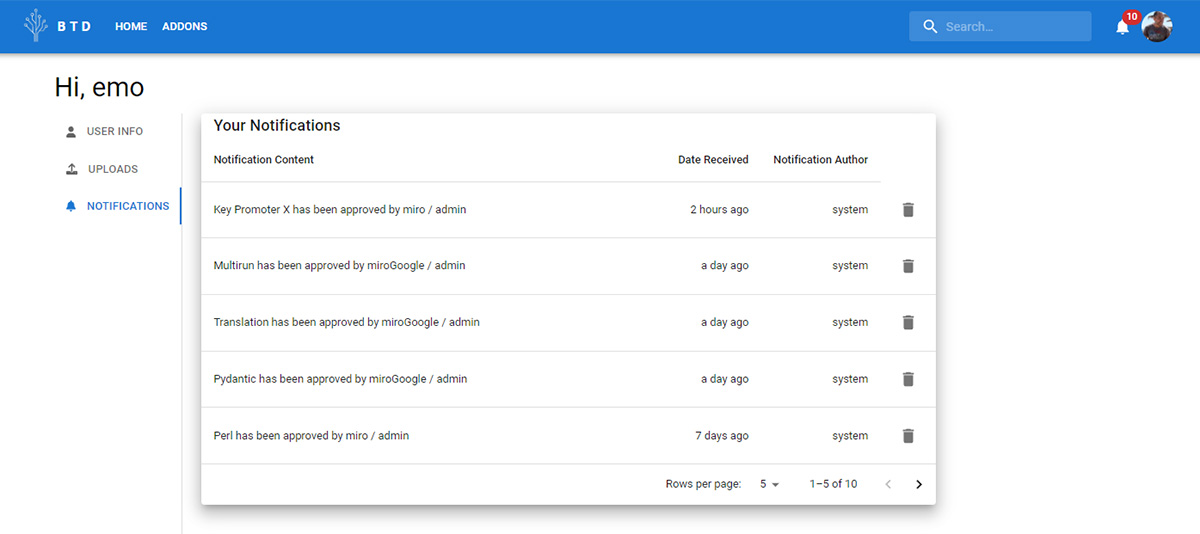 BTD HOME ADDONS Search... 10
Hi, emo
USER INFO
UPLOADS
NOTIFICATIONS
Your Notifications
Notification Content Date Received Notification Author
Key Promoter X has been approved by miro / admin 2 hours ago system
Multirun has been approved by miroGoogle / admin a day ago system
Translation has been approved by miroGoogle / admin a day ago system
Pydantic has been approved by miroGoogle / admin a day ago system
Perl has been approved by miro / admin 7 days ago system
Rows per page: 5 1–5 of 10